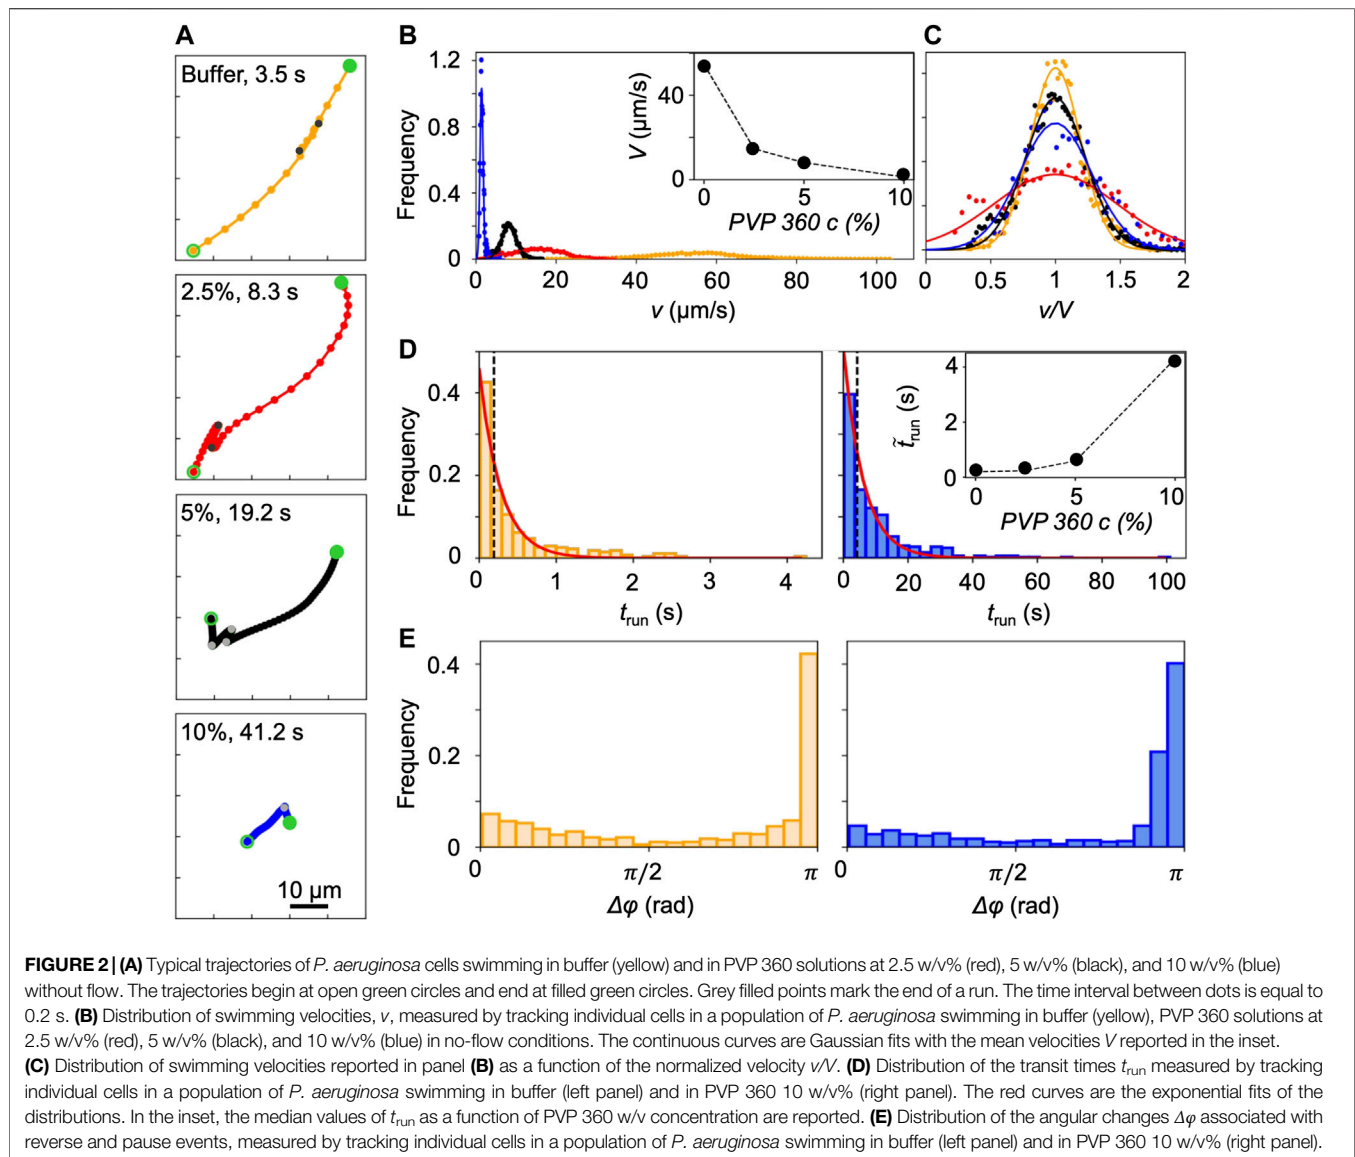 A
Buffer, 3.5 s
2.5%, 8.3 s
5%, 19.2 s
10%, 41.2 s
10 µm
B
1.2
0.8
0.4
0
Frequency
0 20 40 60 80 100
v (µm/s)
V (µm/s)
40
0
0 5 10
PVP 360 c (%)
C
0 0.5 1 1.5 2
v/V
D
Frequency
0.4
0.2
0
0 1 2 3 4
t_run (s)
0 20 40 60 80 100
t_run (s)
t̃_run (s)
4
2
0
0 5 10
PVP 360 c (%)
E
Frequency
0.4
0.2
0
0 π/2 π
Δφ (rad)
0 π/2 π
Δφ (rad)
FIGURE 2 | (A) Typical trajectories of P. aeruginosa cells swimming in buffer (yellow) and in PVP 360 solutions at 2.5 w/v% (red), 5 w/v% (black), and 10 w/v% (blue)
without flow. The trajectories begin at open green circles and end at filled green circles. Grey filled points mark the end of a run. The time interval between dots is equal to
0.2 s. (B) Distribution of swimming velocities, v, measured by tracking individual cells in a population of P. aeruginosa swimming in buffer (yellow), PVP 360 solutions at
2.5 w/v% (red), 5 w/v% (black), and 10 w/v% (blue) in no-flow conditions. The continuous curves are Gaussian fits with the mean velocities V reported in the inset.
(C) Distribution of swimming velocities reported in panel (B) as a function of the normalized velocity v/V. (D) Distribution of the transit times t_run measured by tracking
individual cells in a population of P. aeruginosa swimming in buffer (left panel) and in PVP 360 10 w/v% (right panel). The red curves are the exponential fits of the
distributions. In the inset, the median values of t_run as a function of PVP 360 w/v concentration are reported. (E) Distribution of the angular changes Δφ associated with
reverse and pause events, measured by tracking individual cells in a population of P. aeruginosa swimming in buffer (left panel) and in PVP 360 10 w/v% (right panel).